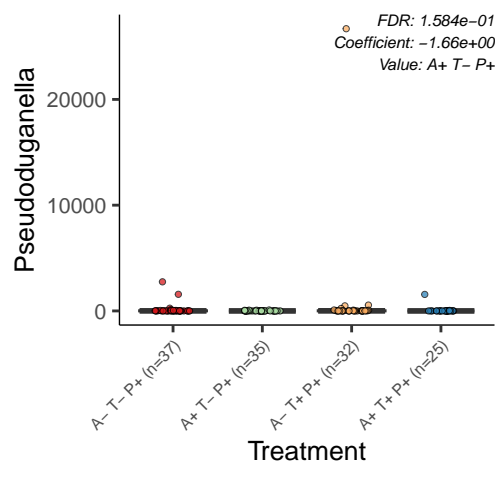 FDR: 1.584e−01
Coefficient: −1.66e+00
Value: A+ T− P+
Pseudoduganella
20000
10000
0
A− T− P+ (n=37)
A+ T− P+ (n=35)
A− T+ P+ (n=32)
A+ T+ P+ (n=25)
Treatment